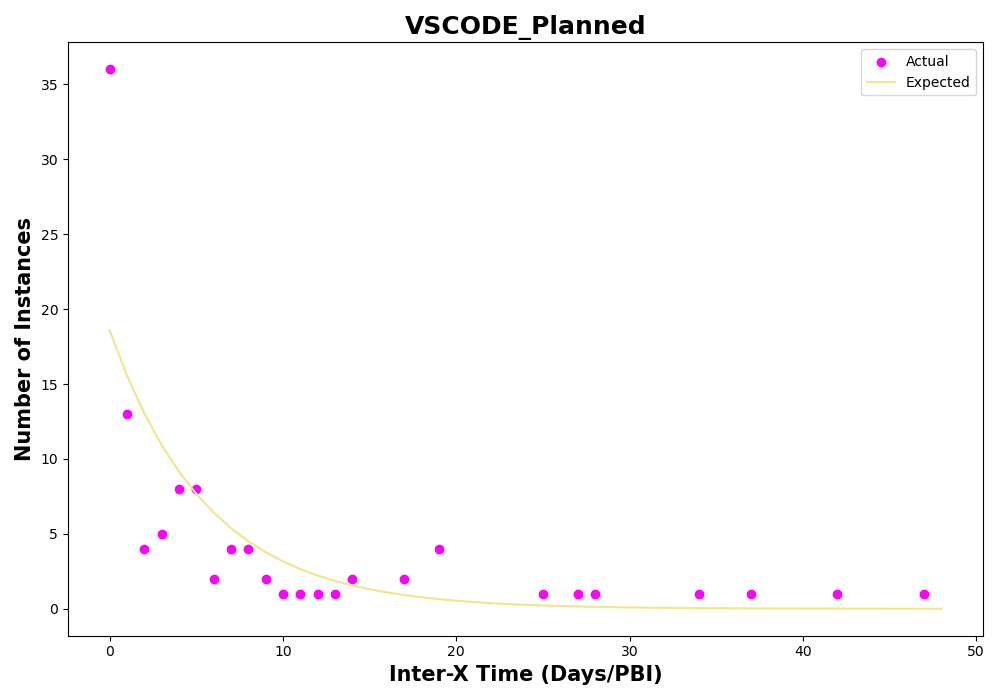 VSCODE_Planned
Actual
Expected
35
30
25
20
15
10
5
0
Number of Instances
0 10 20 30 40 50
Inter-X Time (Days/PBI)